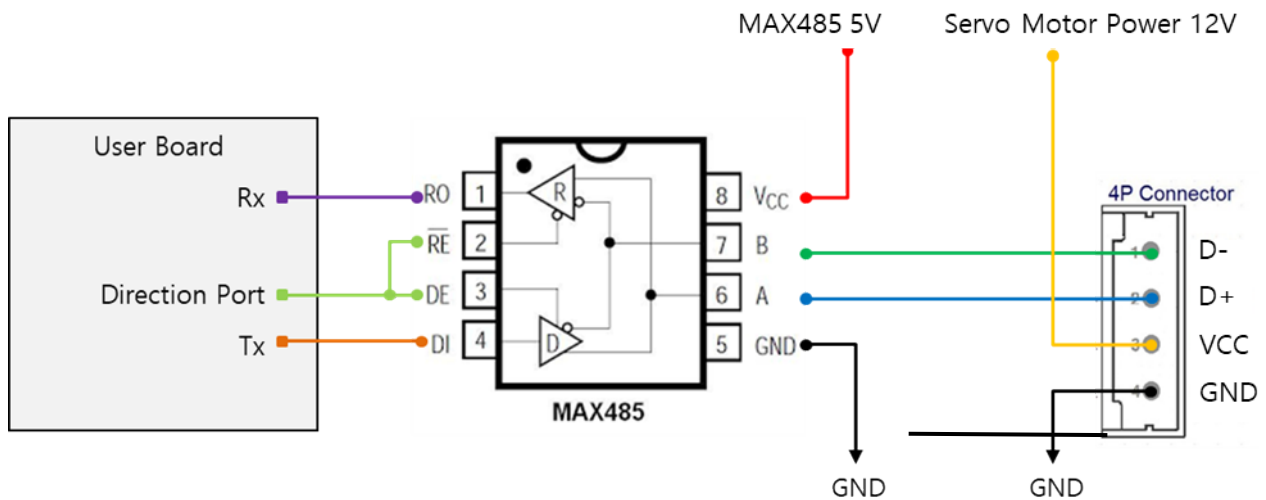 MAX485 5V
Servo Motor Power 12V
User Board
4P Connector
Rx
RO
1
R
8
VCC
RE
2
7
B
1
D-
Direction Port
DE
3
6
A
2
D+
Tx
DI
4
D
5
GND
3
VCC
4
GND
MAX485
GND
GND